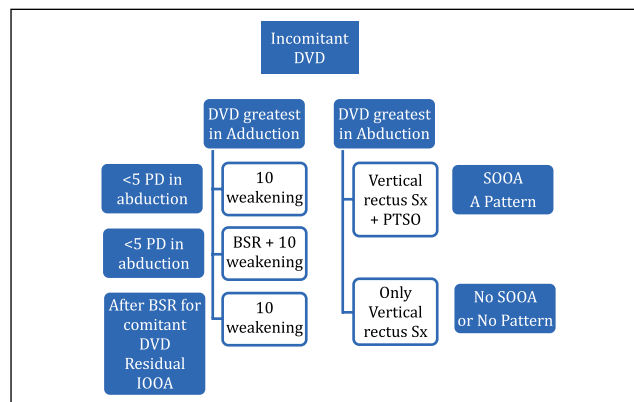 Incomitant
DVD
DVD greatest
in Adduction
DVD greatest
in Abduction
<5 PD in
abduction
10
weakening
Vertical
rectus Sx
+ PTSO
SOOA
A Pattern
<5 PD in
abduction
BSR + 10
weakening
After BSR for
comitant
DVD
Residual
IOOA
10
weakening
Only
Vertical
rectus Sx
No SOOA
or No Pattern